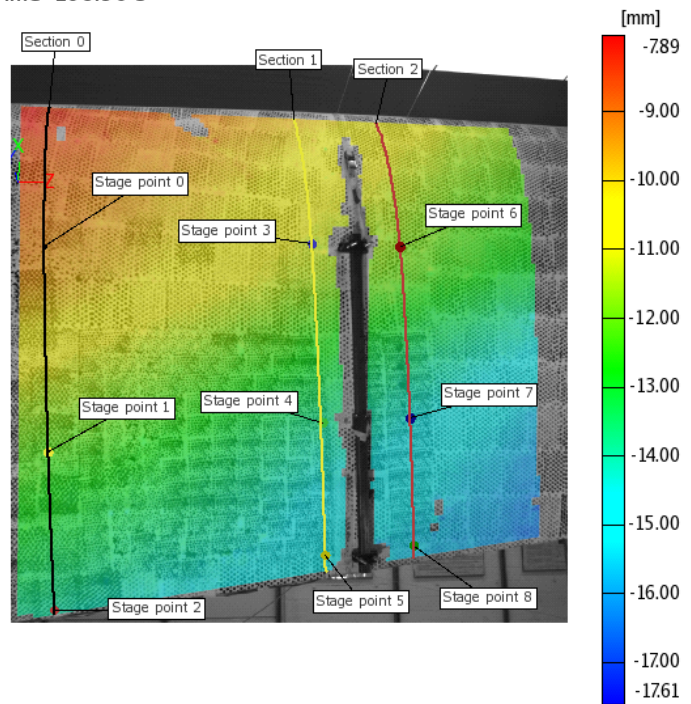 [mm]
Section 0
-789
Section 1
Section 2
-9.00
X
Z
Stage point 0
-10.00
Stage point 6
Stage point 3
-11.00
-12.00
-13.00
Stage point 4
Stage point 7
Stage point 1
-14.00
-15.00
-16.00
Stage point 2
Stage point 5
Stage point 8
-17.00
-17.61